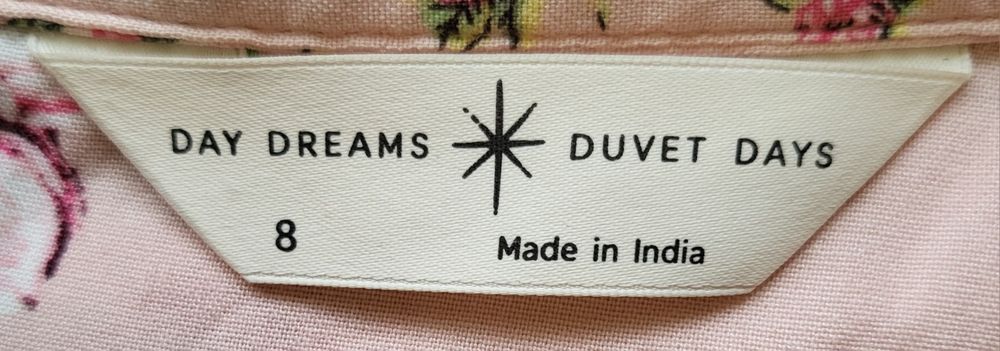 DAY DREAMS DUVET DAYS
8 Made in India